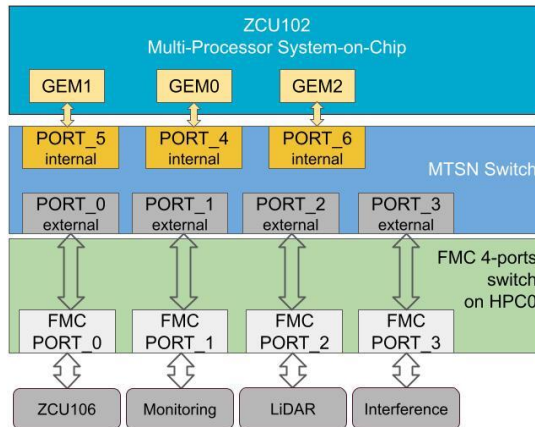 ZCU102
Multi-Processor System-on-Chip
GEM1
GEM0
GEM2
PORT_5
internal
PORT_4
internal
PORT_6
internal
MTSN Switch
PORT_0
external
PORT_1
external
PORT_2
external
PORT_3
external
FMC 4-ports
switch
on HPC0
FMC
PORT_0
FMC
PORT_1
FMC
PORT_2
FMC
PORT_3
ZCU106
Monitoring
LiDAR
Interference